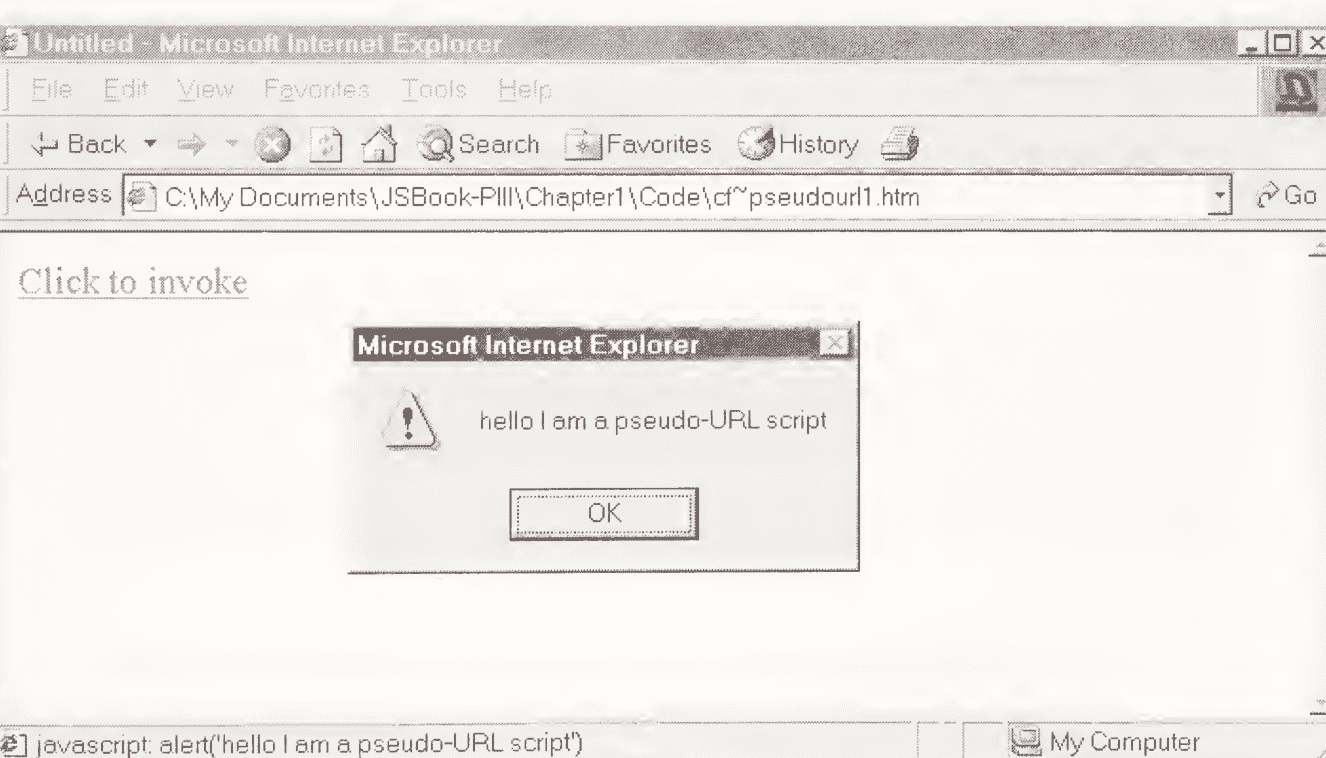 Untitled - Microsoft Internet Explorer
File Edit View Favorites Tools Help
Back Search Favorites History
Address C:\My Documents\JSBook-PIII\Chapter1\Code\cf~pseudourl1.htm Go
Click to invoke
Microsoft Internet Explorer
hello I am a pseudo-URL script
OK
javascript: alert('hello I am a pseudo-URL script') My Computer